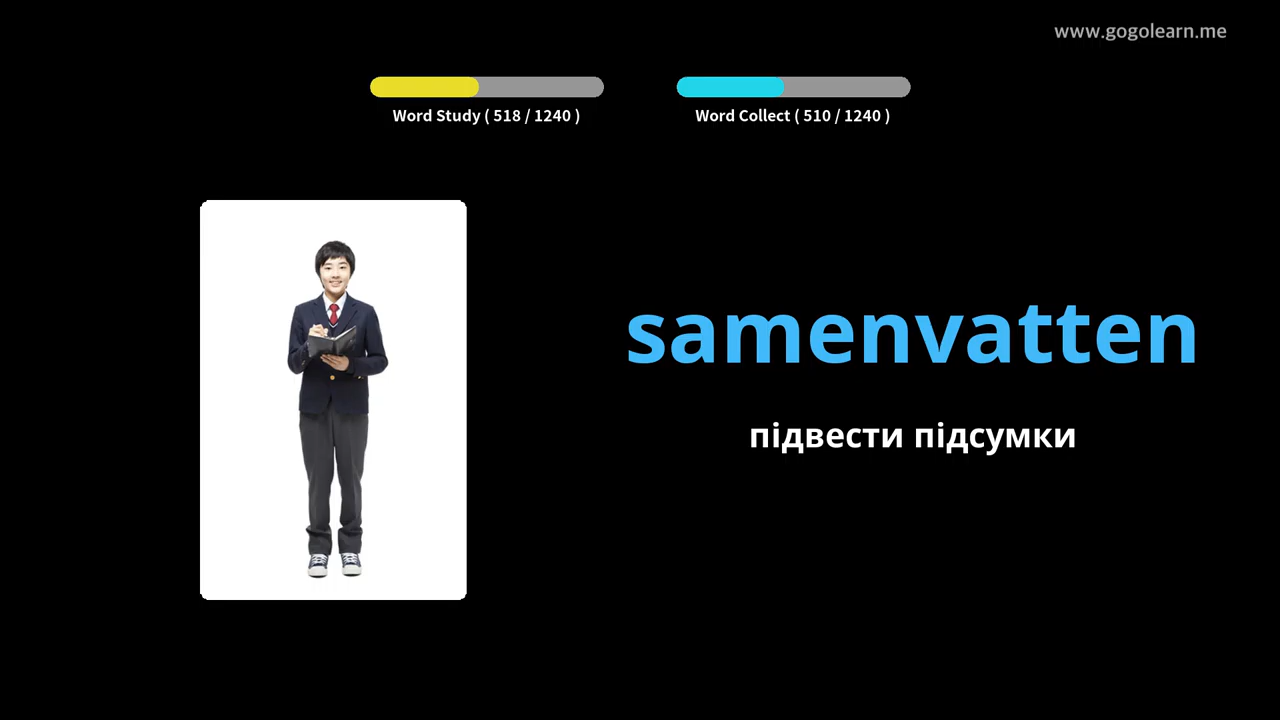 www.gogolearn.me
Word Study ( 518 / 1240 )
Word Collect ( 510 / 1240 )
samenvatten
підвести підсумки